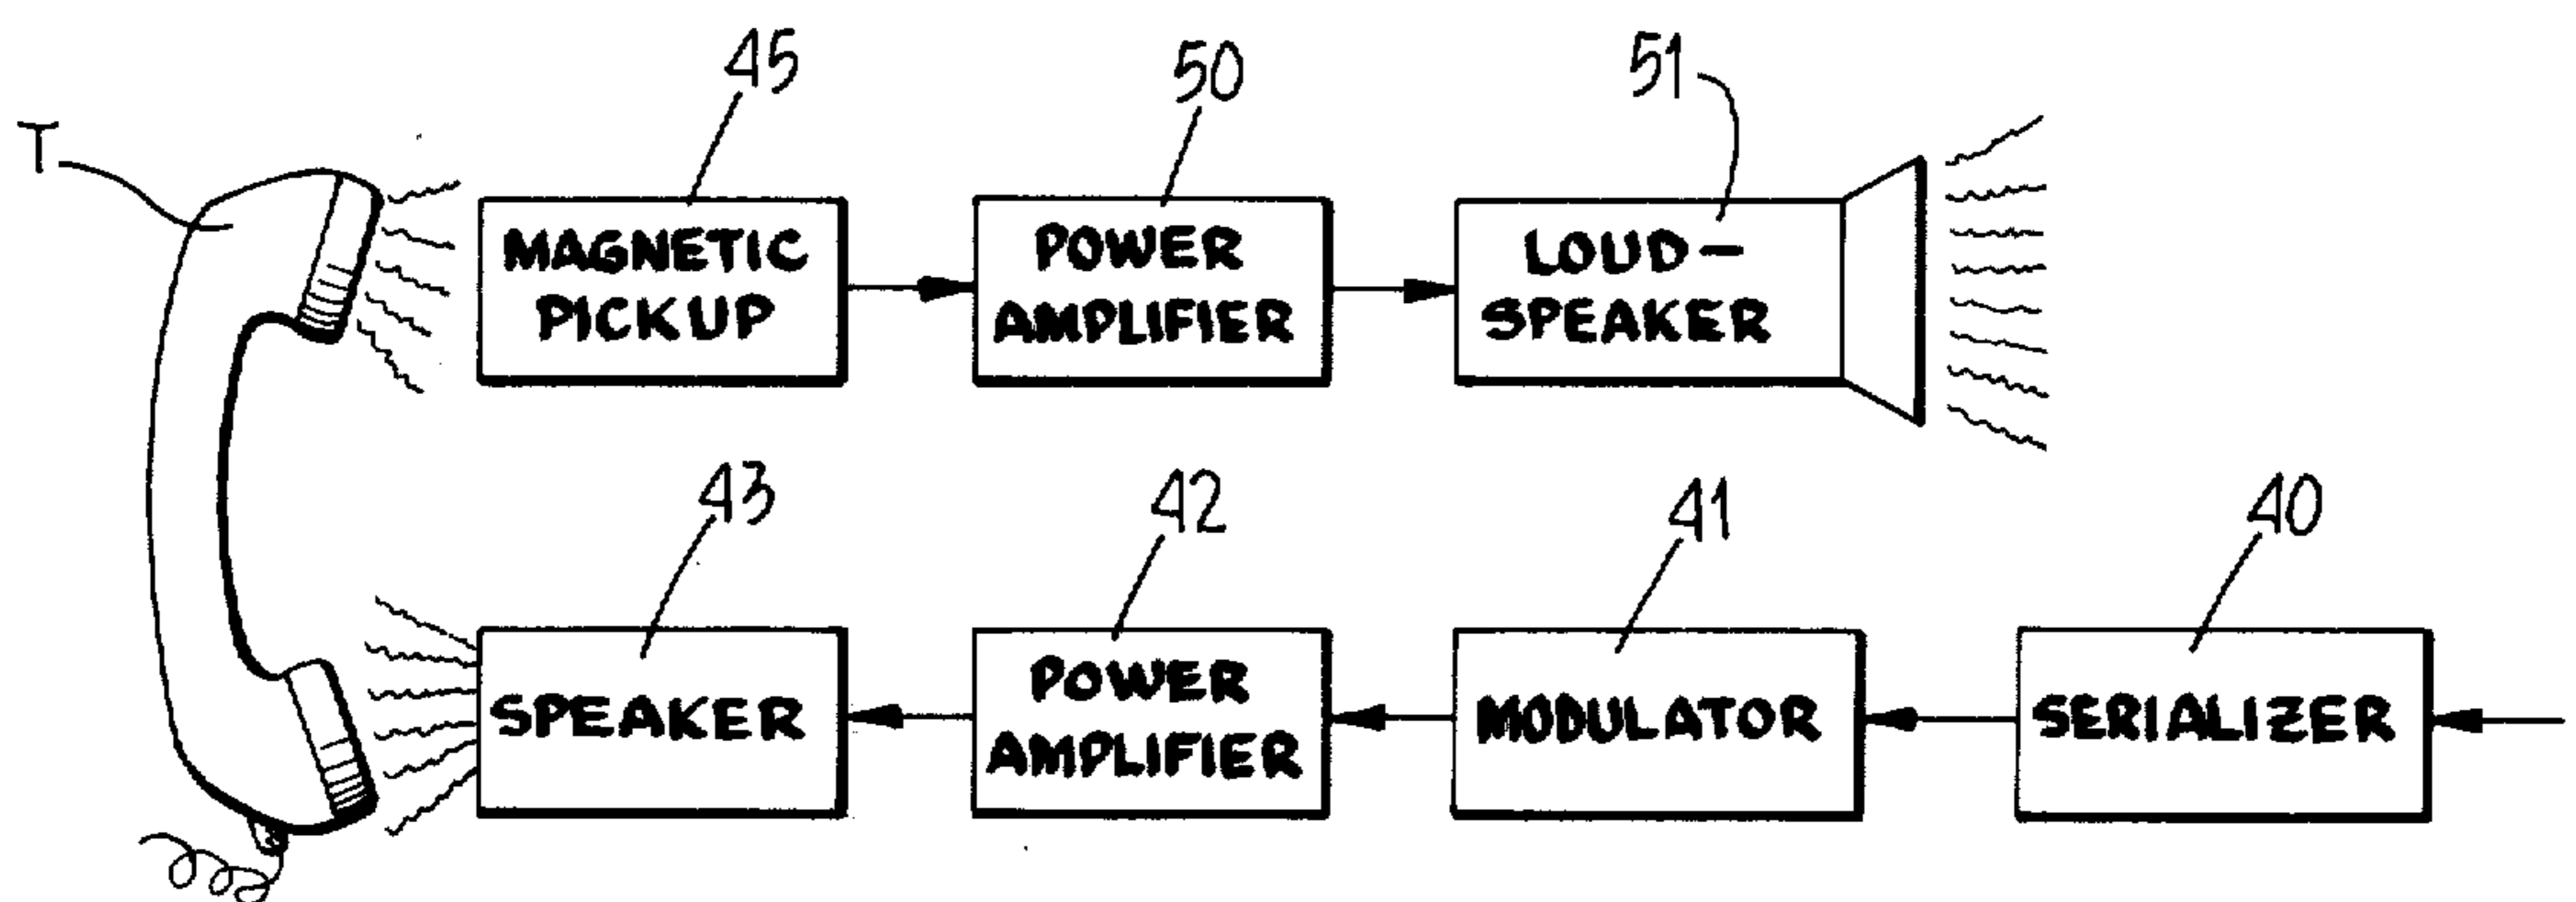 45
50
51
T
MAGNETIC
PICKUP
POWER
AMPLIFIER
LOUD-
SPEAKER
43
42
41
40
SPEAKER
POWER
AMPLIFIER
MODULATOR
SERIALIZER